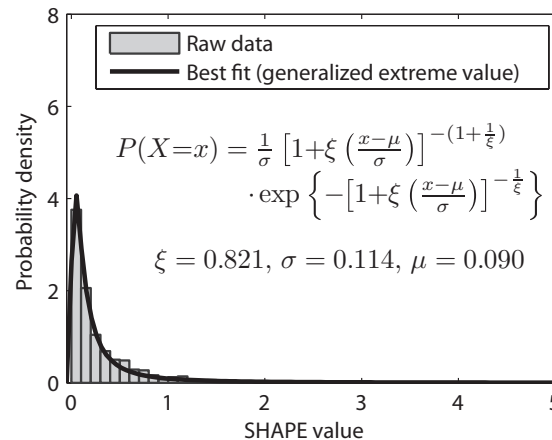 8
6
4
2
0
Probability density
Raw data
Best fit (generalized extreme value)
P(X=x) = 1/σ [1+ξ((x−μ)/σ)]^−(1+1/ξ)
·exp{−[1+ξ((x−μ)/σ)]^−1/ξ}
ξ = 0.821, σ = 0.114, μ = 0.090
0 1 2 3 4 5
SHAPE value